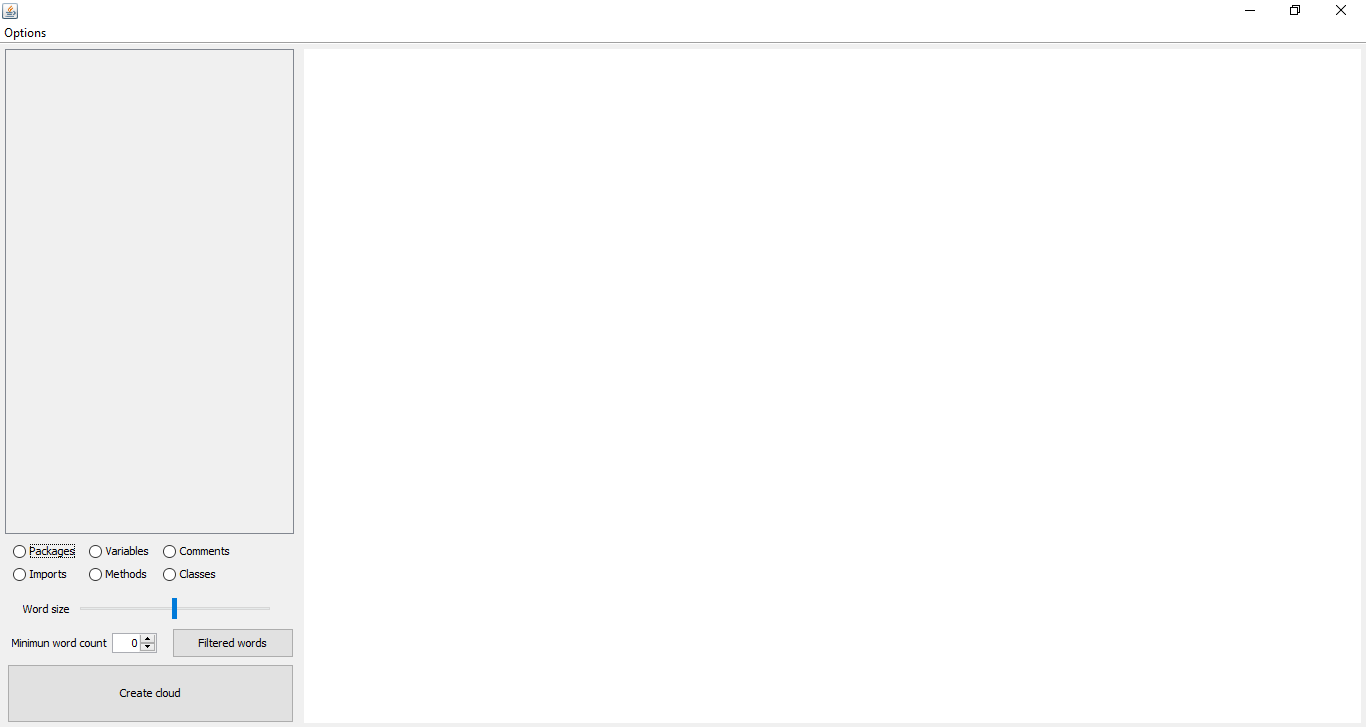 Options
Packages Variables Comments
Imports Methods Classes
Word size
Minimun word count 0 Filtered words
Create cloud